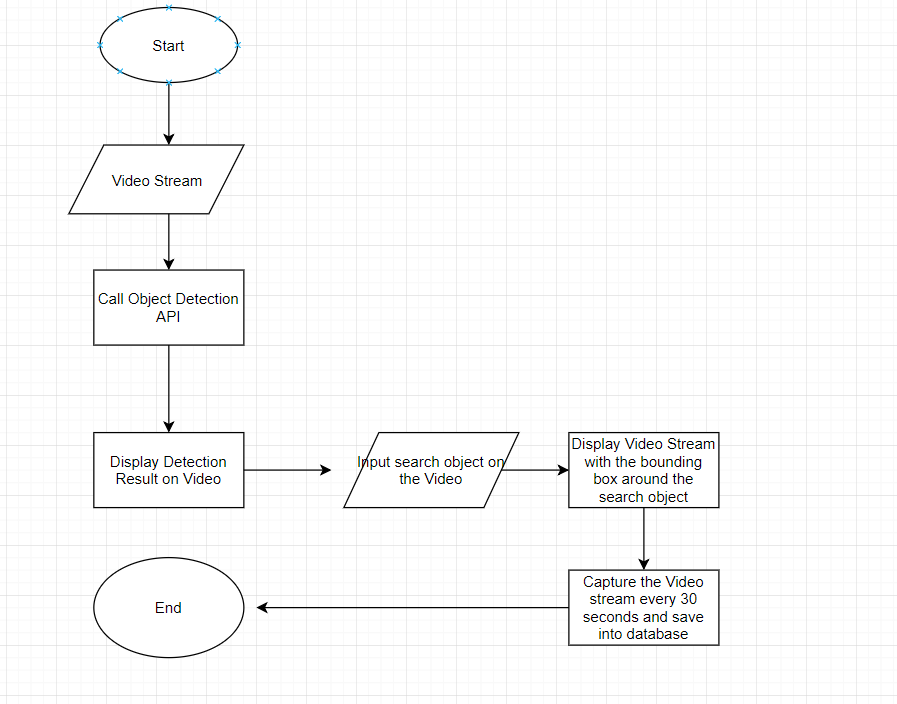 Start
Video Stream
Call Object Detection
API
Display Detection
Result on Video
Input search object on
the Video
Display Video Stream
with the bounding
box around the
search object
Capture the Video
stream every 30
seconds and save
into database
End